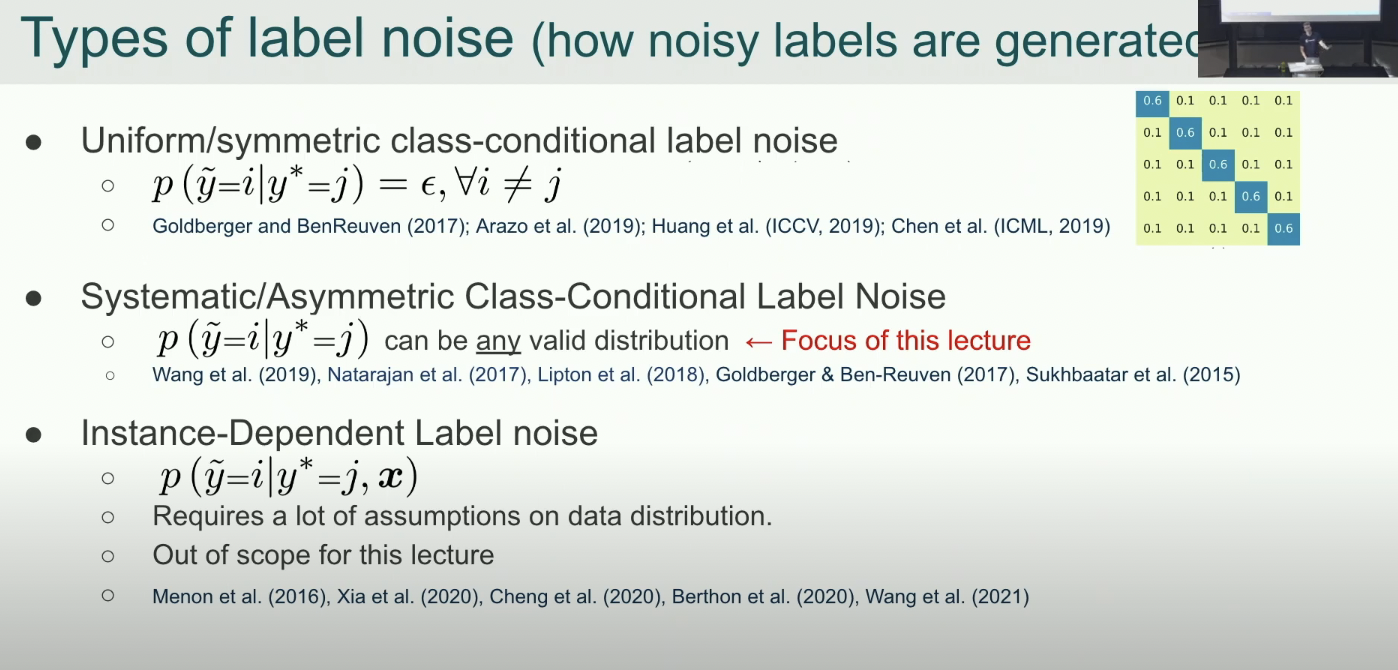 Types of label noise (how noisy labels are generated
● Uniform/symmetric class-conditional label noise
○ p(ỹ=i|y*=j) = ϵ, ∀i ≠ j
○ Goldberger and BenReuven (2017); Arazo et al. (2019); Huang et al. (ICCV, 2019); Chen et al. (ICML, 2019)
0.6 0.1 0.1 0.1 0.1
0.1 0.6 0.1 0.1 0.1
0.1 0.1 0.6 0.1 0.1
0.1 0.1 0.1 0.6 0.1
0.1 0.1 0.1 0.1 0.6
● Systematic/Asymmetric Class-Conditional Label Noise
○ p(ỹ=i|y*=j) can be any valid distribution ← Focus of this lecture
○ Wang et al. (2019), Natarajan et al. (2017), Lipton et al. (2018), Goldberger & Ben-Reuven (2017), Sukhbaatar et al. (2015)
● Instance-Dependent Label noise
○ p(ỹ=i|y*=j, x)
○ Requires a lot of assumptions on data distribution.
○ Out of scope for this lecture
○ Menon et al. (2016), Xia et al. (2020), Cheng et al. (2020), Berthon et al. (2020), Wang et al. (2021)